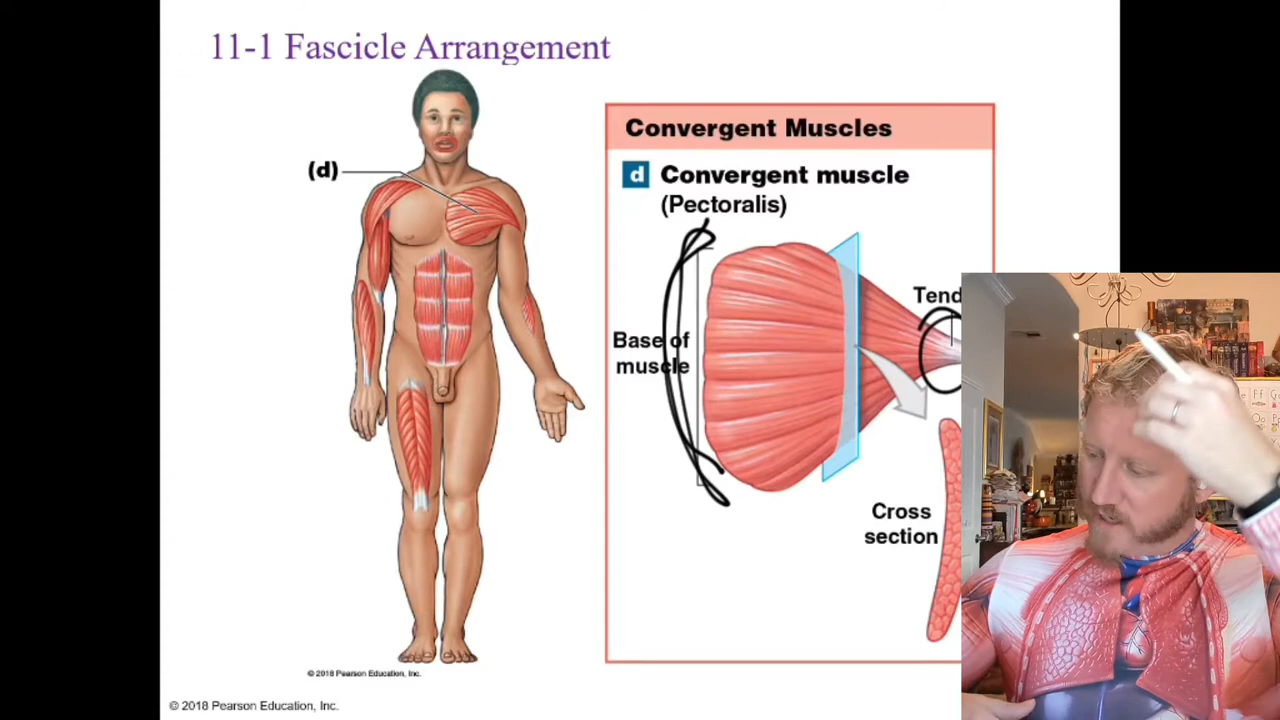 11-1 Fascicle Arrangement
(d)
Convergent Muscles
d Convergent muscle
(Pectoralis)
Base of
muscle
Tend
Cross
section
© 2018 Pearson Education, Inc.
© 2018 Pearson Education, Inc.